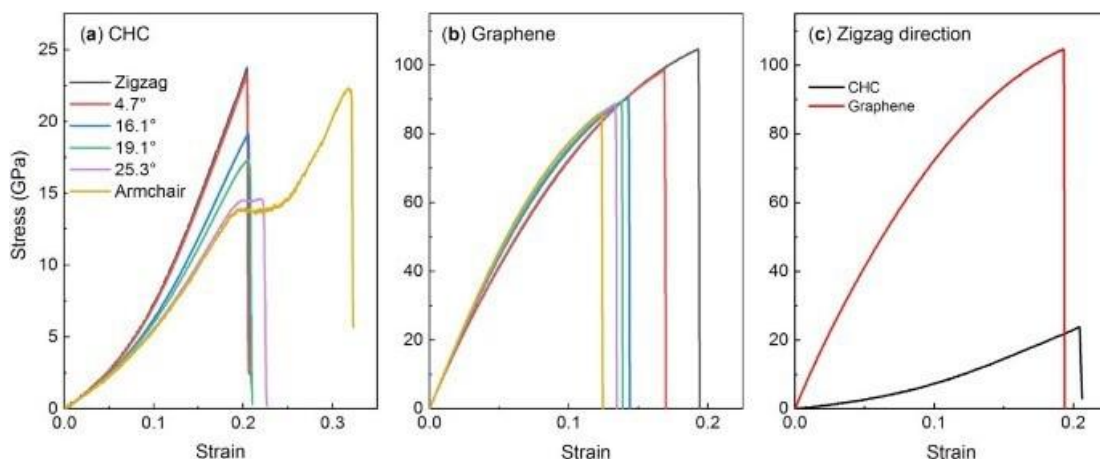 (a) CHC
25
20
15
10
5
0
Zigzag
4.7°
16.1°
19.1°
25.3°
Armchair
Stress (GPa)
0.0 0.1 0.2 0.3
Strain
(b) Graphene
100
80
60
40
20
0
0.0 0.1 0.2
Strain
(c) Zigzag direction
100
80
60
40
20
0
CHC
Graphene
0.0 0.1 0.2
Strain